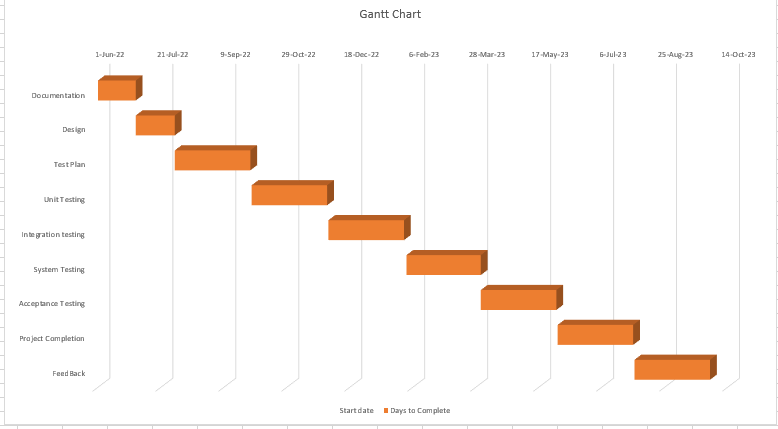 Gantt Chart
1-Jun-22 21-Jul-22 9-Sep-22 29-Oct-22 18-Dec-22 6-Feb-23 28-Mar-23 17-May-23 6-Jul-23 25-Aug-23 14-Oct-23
Documentation
Design
Test Plan
Unit Testing
Integration testing
System Testing
Acceptance Testing
Project Completion
FeedBack
Start date Days to Complete